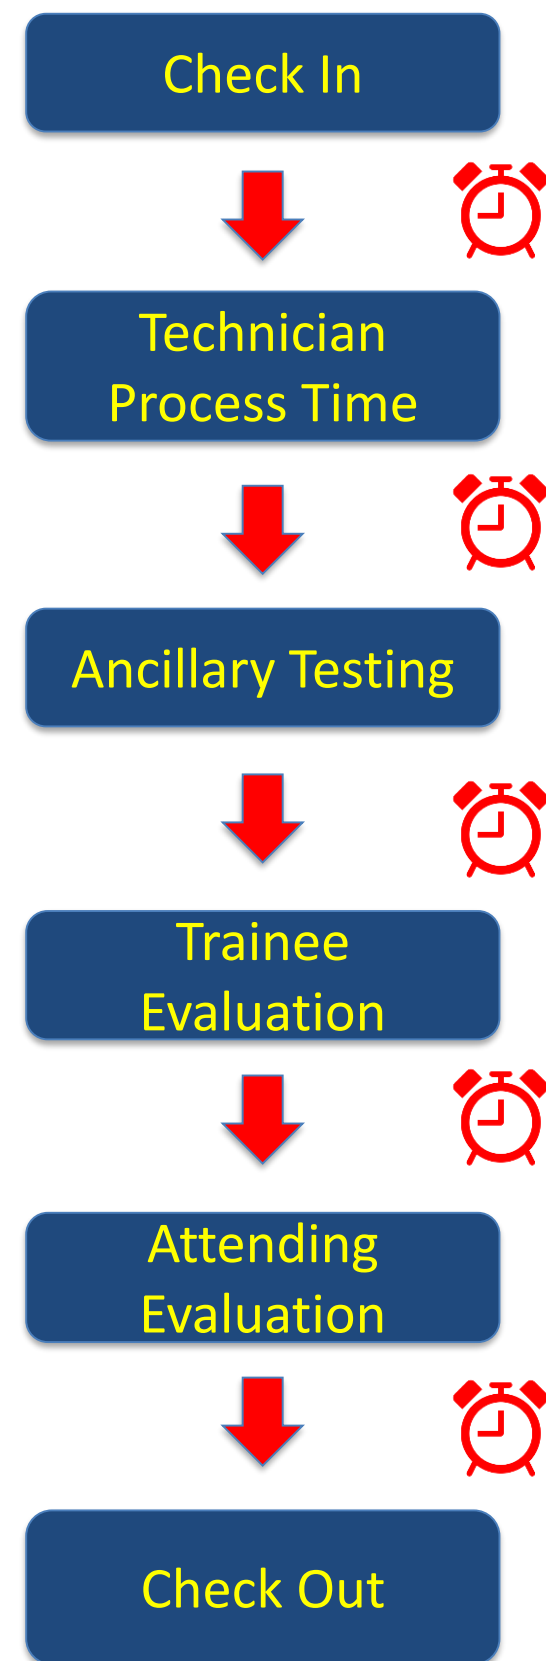 Check In
Technician
Process Time
Ancillary Testing
Trainee
Evaluation
Attending
Evaluation
Check Out